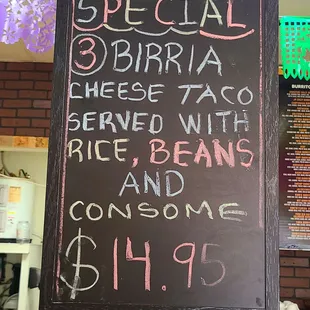 SPECIAL
3 BIRRIA
CHEESE TACO
SERVED WITH
RICE, BEANS
AND
CONSOME
$14.95